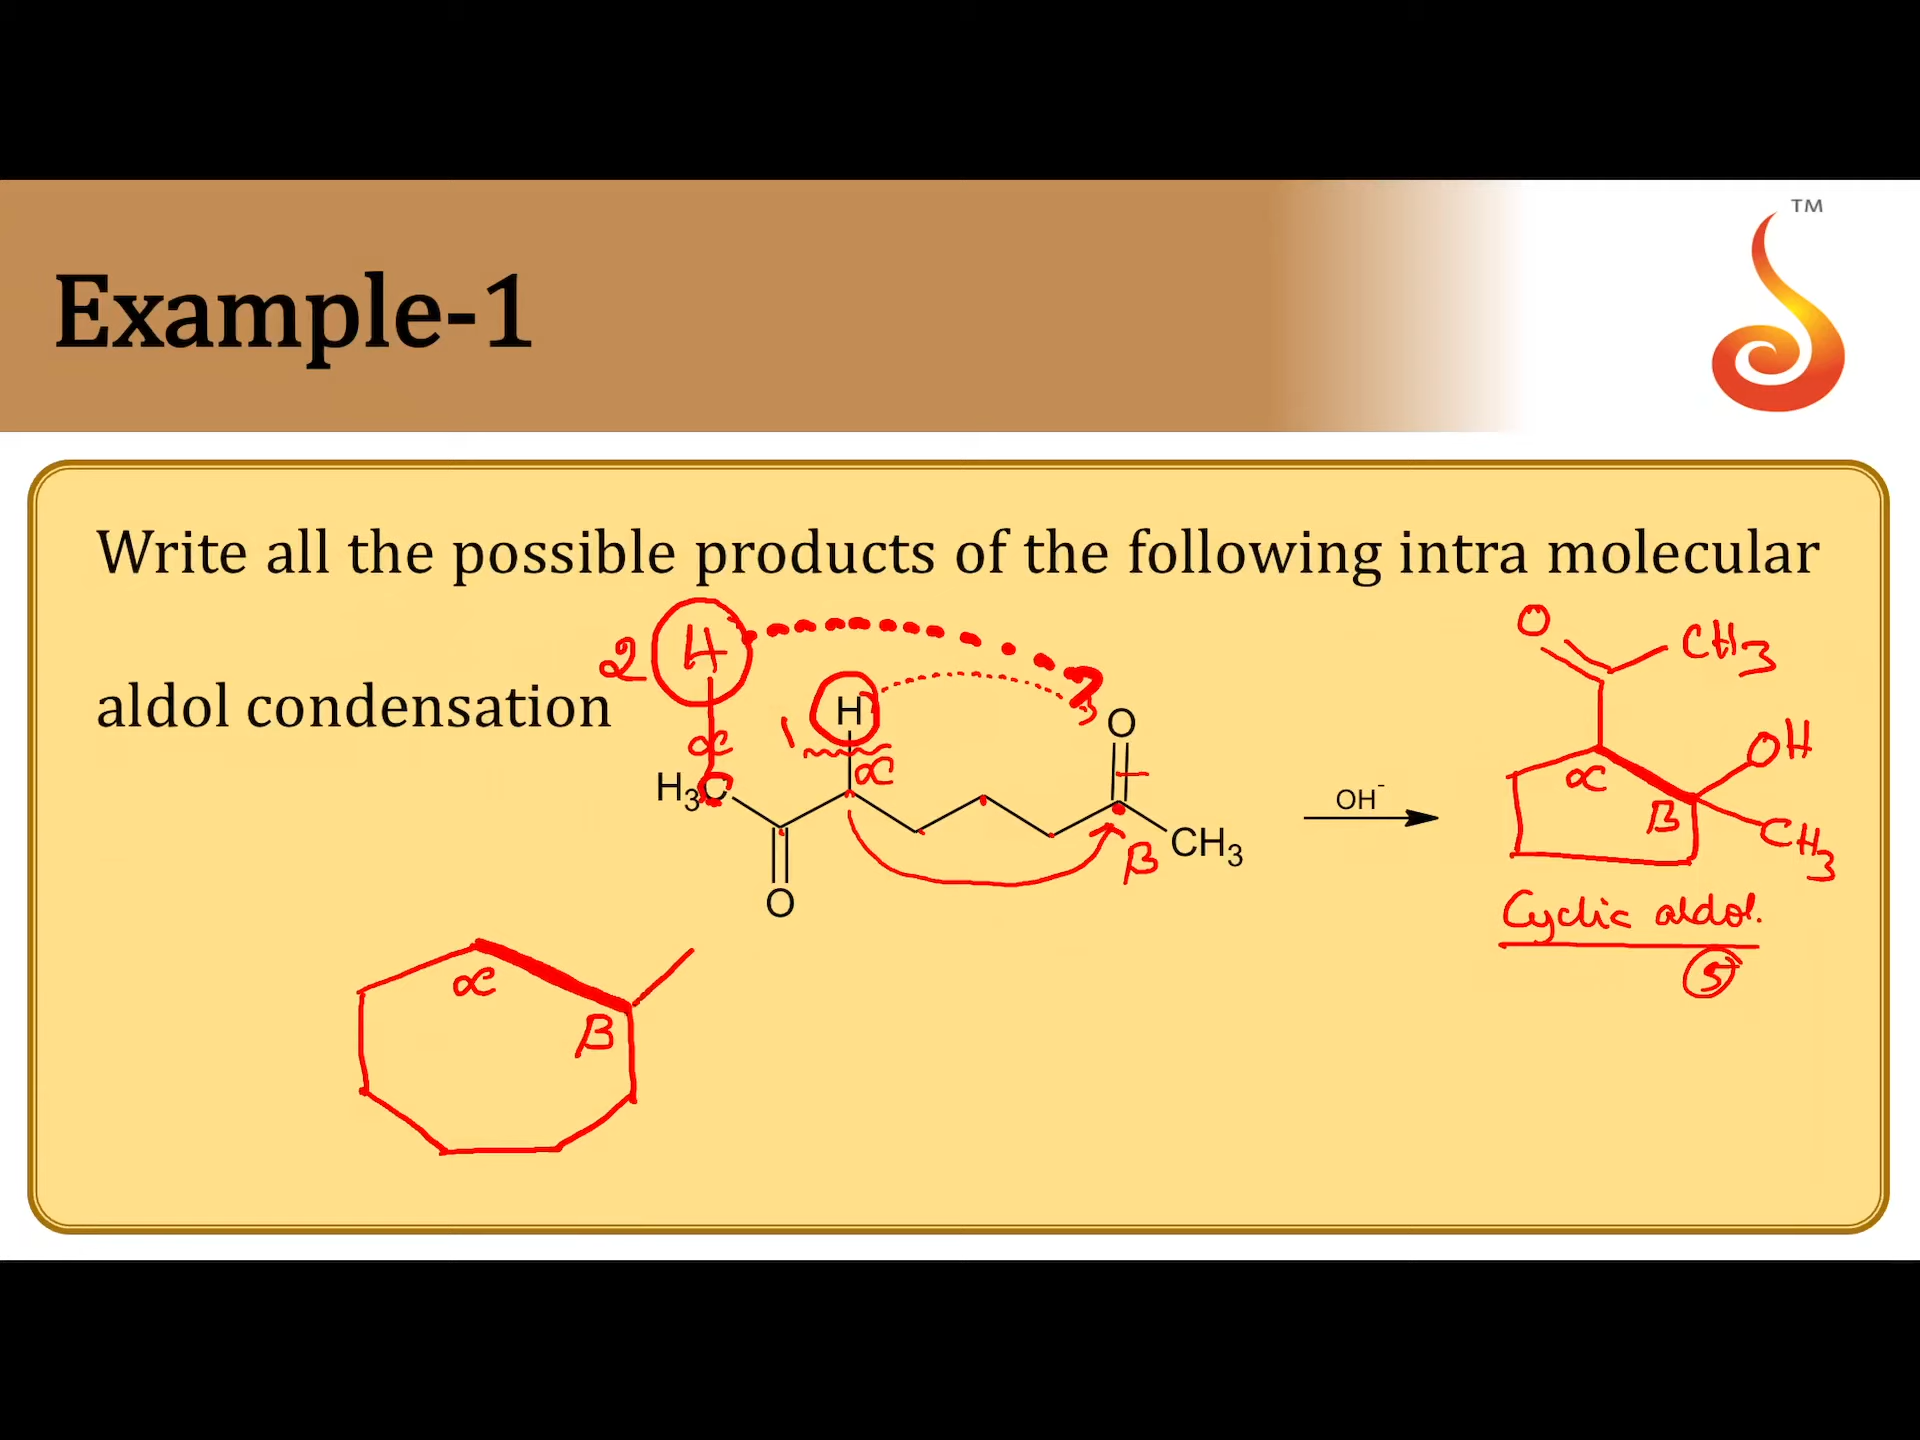 TM
Example-1
Write all the possible products of the following intra molecular
aldol condensation
2 H
1 H
α
α
H3C
O
O
β
CH3
OH-
O
CH3
α
OH
β
CH3
Cyclic aldol.
5
α
β